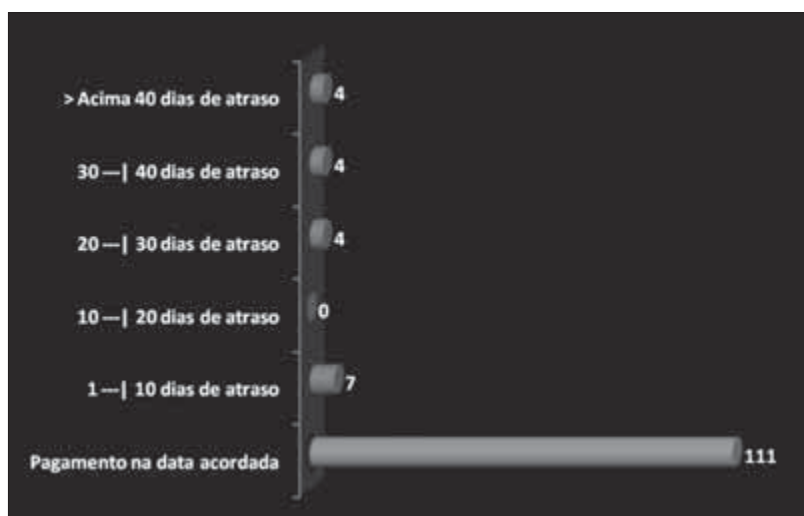 > Acima 40 dias de atraso 4
30 ---| 40 dias de atraso 4
20 ---| 30 dias de atraso 4
10 ---| 20 dias de atraso 0
1 ---| 10 dias de atraso 7
Pagamento na data acordada 111